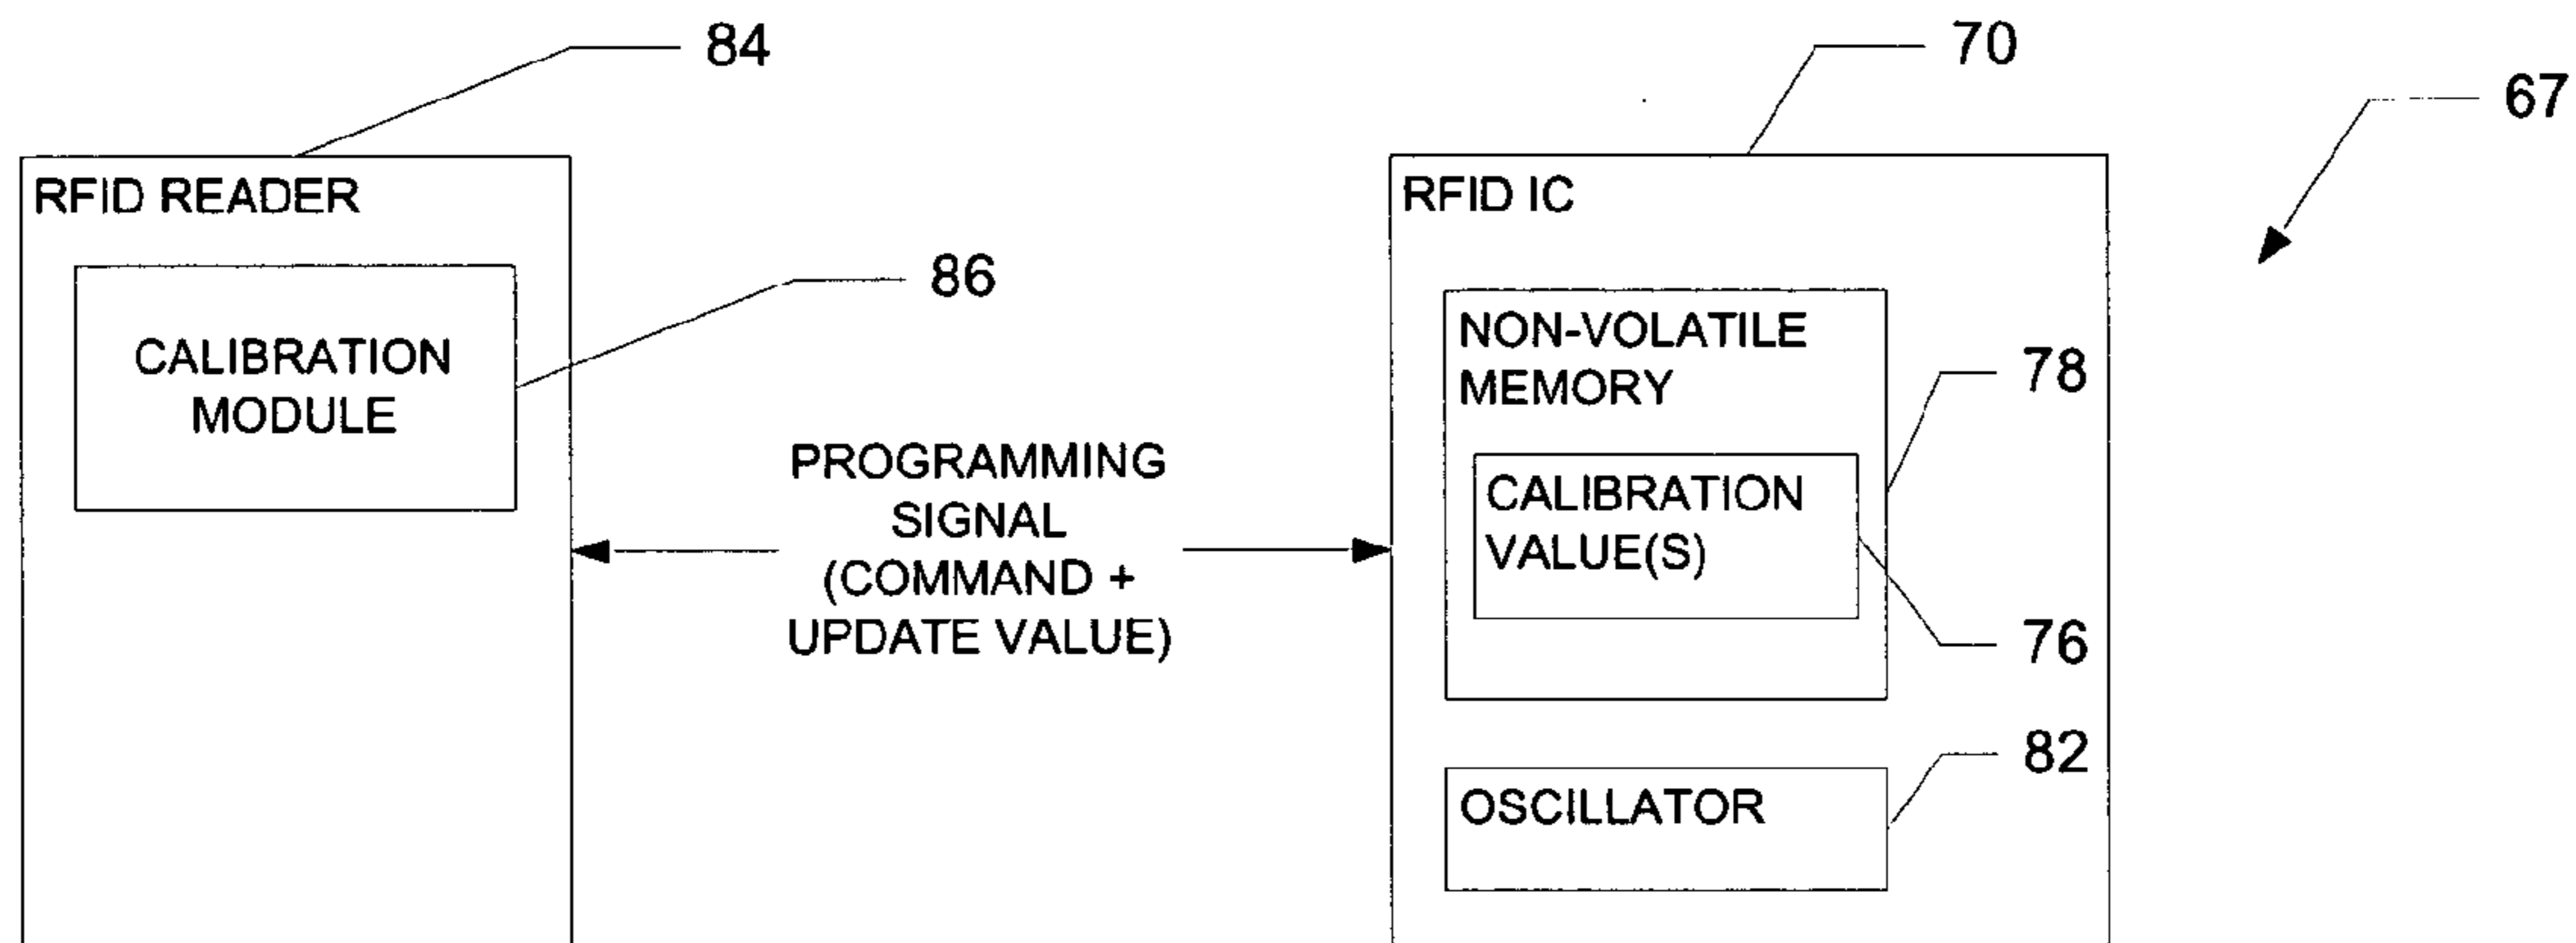 84
70
67
RFID READER
RFID IC
86
CALIBRATION
MODULE
NON-VOLATILE
MEMORY
78
PROGRAMMING
SIGNAL
(COMMAND +
UPDATE VALUE)
CALIBRATION
VALUE(S)
76
82
OSCILLATOR